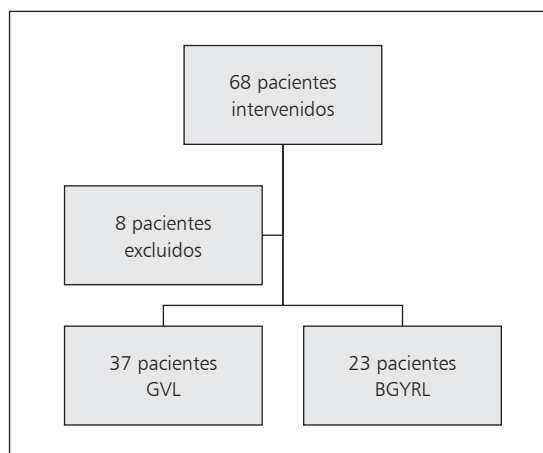 68 pacientes
intervenidos
8 pacientes
excluidos
37 pacientes
GVL
23 pacientes
BGYRL